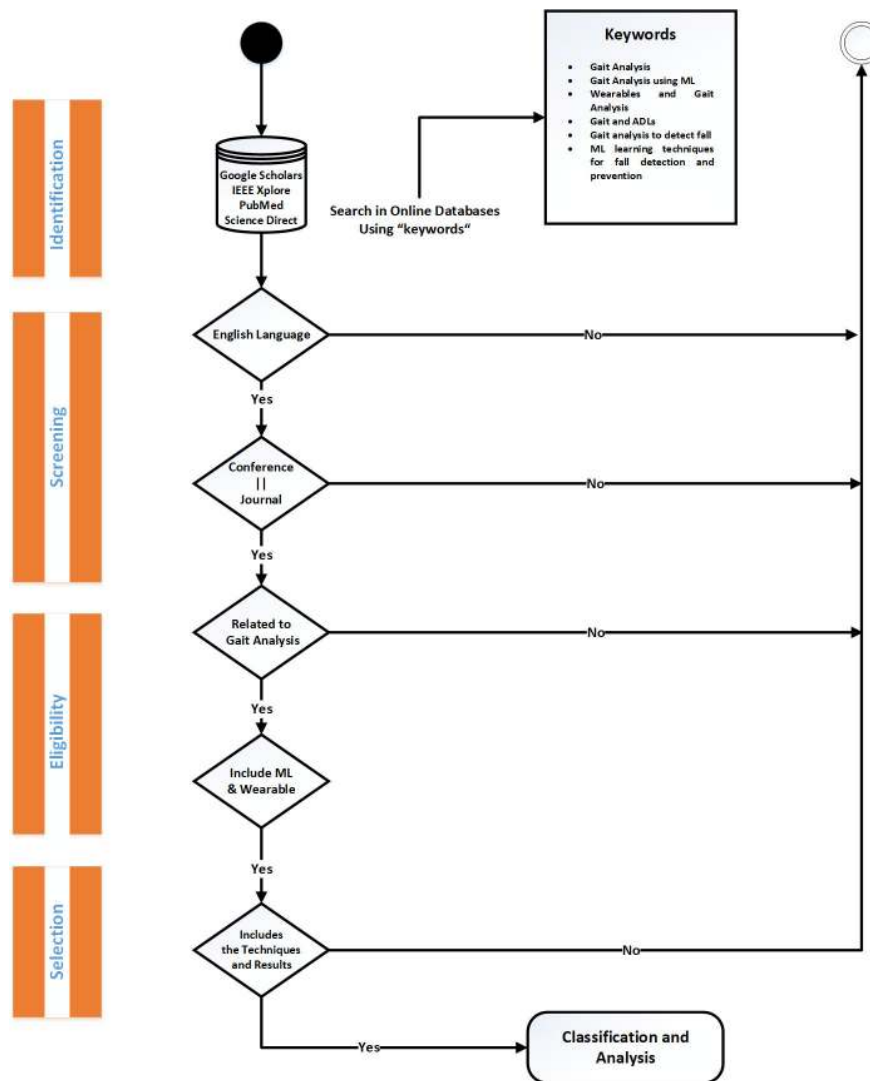 Keywords
• Gait Analysis
• Gait Analysis using ML
• Wearables and Gait
Analysis
• Gait and ADLs
• Gait analysis to detect fall
• ML learning techniques
for fall detection and
prevention
Identification
Google Scholars
IEEE Xplore
PubMed
Science Direct
Search in Online Databases
Using "keywords"
Screening
English Language
No
Yes
Conference
||
Journal
No
Yes
Eligibility
Related to
Gait Analysis
No
Yes
Include ML
& Wearable
Yes
Selection
Includes
the Techniques
and Results
No
Yes
Classification and
Analysis